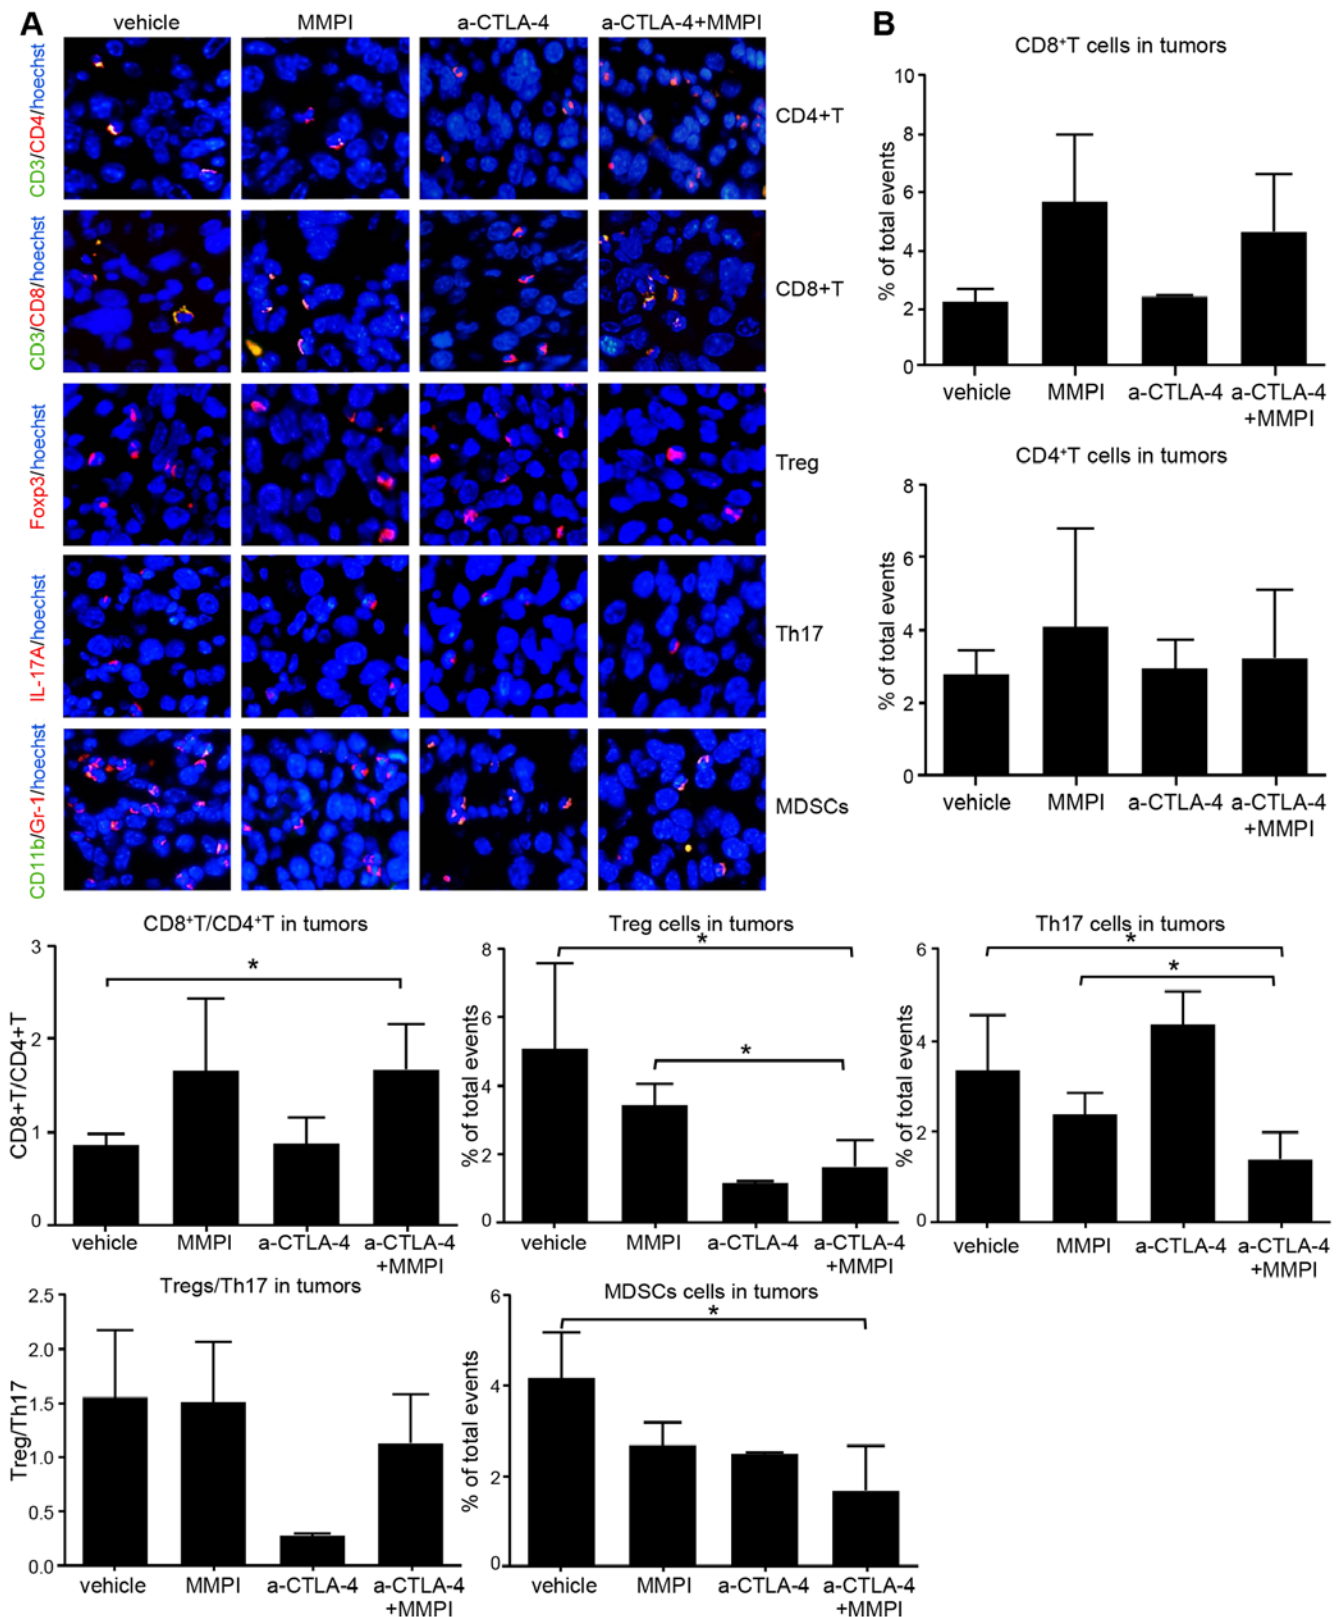 A
vehicle
MMPI
a-CTLA-4
a-CTLA-4+MMPI
CD3/CD4/hoechst
CD4+T
CD3/CD8/hoechst
CD8+T
Foxp3/hoechst
Treg
IL-17A/hoechst
Th17
CD11b/Gr-1/hoechst
MDSCs
B
CD8⁺T cells in tumors
% of total events
10
8
6
4
2
0
vehicle
MMPI
a-CTLA-4
a-CTLA-4
+MMPI
CD4⁺T cells in tumors
% of total events
8
6
4
2
0
vehicle
MMPI
a-CTLA-4
a-CTLA-4
+MMPI
CD8⁺T/CD4⁺T in tumors
CD8+T/CD4+T
3
2
1
0
*
vehicle
MMPI
a-CTLA-4
a-CTLA-4
+MMPI
Treg cells in tumors
% of total events
8
6
4
2
0
*
*
vehicle
MMPI
a-CTLA-4
a-CTLA-4
+MMPI
Th17 cells in tumors
% of total events
6
4
2
0
*
*
vehicle
MMPI
a-CTLA-4
a-CTLA-4
+MMPI
Tregs/Th17 in tumors
Treg/Th17
2.5
2.0
1.5
1.0
0.5
0.0
vehicle
MMPI
a-CTLA-4
a-CTLA-4
+MMPI
MDSCs cells in tumors
% of total events
6
4
2
0
*
vehicle
MMPI
a-CTLA-4
a-CTLA-4
+MMPI